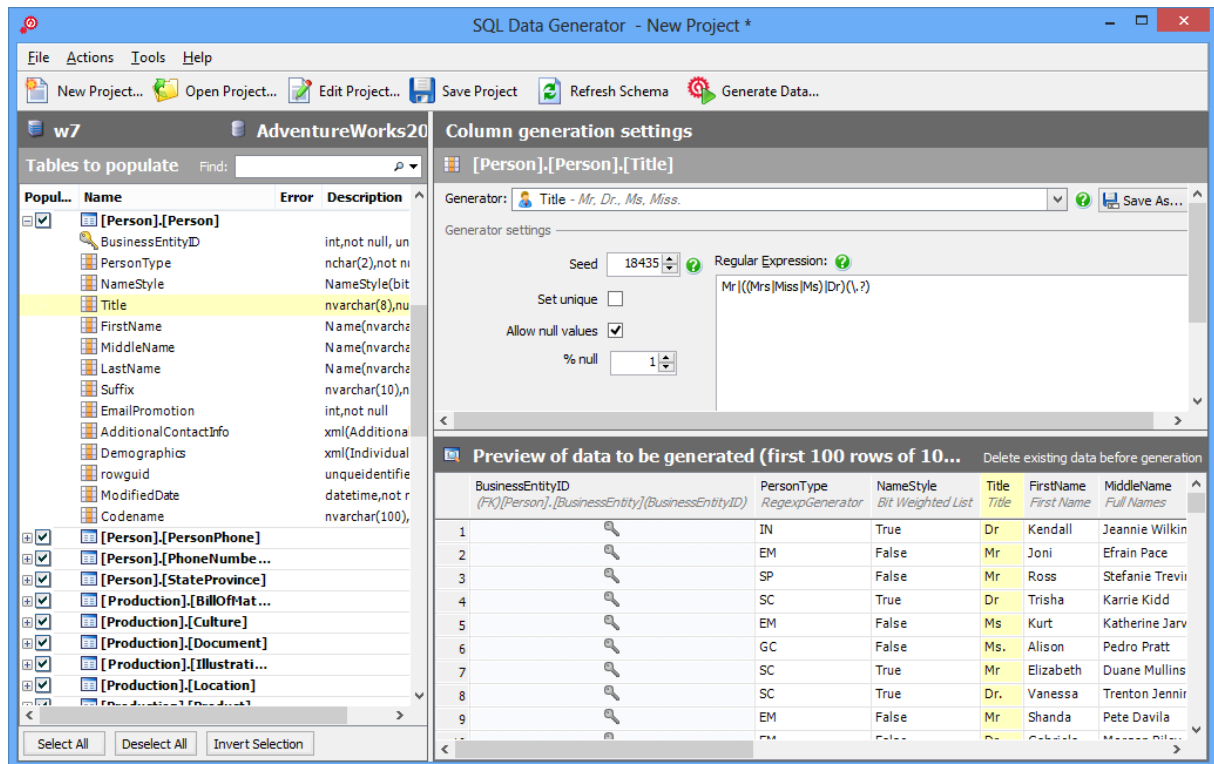 SQL Data Generator - New Project *
File Actions Tools Help
New Project... Open Project... Edit Project... Save Project Refresh Schema Generate Data...
w7 AdventureWorks20
Tables to populate Find:
Popul... Name Error Description
[Person].[Person]
BusinessEntityID int,not null, un
PersonType nchar(2),not nu
NameStyle NameStyle(bit
Title nvarchar(8),nu
FirstName Name(nvarcha
MiddleName Name(nvarcha
LastName Name(nvarcha
Suffix nvarchar(10),n
EmailPromotion int,not null
AdditionalContactInfo xml(Additiona
Demographics xml(Individual
rowguid unqueidentifie
ModifiedDate datetime,not r
Codename nvarchar(100),
[Person].[PersonPhone]
[Person].[PhoneNumbe...
[Person].[StateProvince]
[Production].[BillOfMat...
[Production].[Culture]
[Production].[Document]
[Production].[Illustrati...
[Production].[Location]
Select All Deselect All Invert Selection
Column generation settings
[Person].[Person].[Title]
Generator: Title - Mr, Dr., Ms, Miss. Save As...
Generator settings
Seed 18435 Regular Expression:
Mr|((Mrs|Miss|Ms)|Dr)(\.?)
Set unique
Allow null values
% null 1
Preview of data to be generated (first 100 rows of 10... Delete existing data before generation
BusinessEntityID PersonType NameStyle Title FirstName MiddleName
(FK)[Person].[BusinessEntity](BusinessEntityID) RegexpGenerator Bit Weighted List Title First Name Full Names
1 IN True Dr Kendall Jeannie Wilkin
2 EM False Mr Joni Efrain Pace
3 SP False Mr Ross Stefanie Trevi
4 SC True Dr Trisha Karrie Kidd
5 EM False Ms Kurt Katherine Jarv
6 GC False Ms. Alison Pedro Pratt
7 SC True Mr Elizabeth Duane Mullins
8 SC True Dr. Vanessa Trenton Jennin
9 EM False Mr Shanda Pete Davila